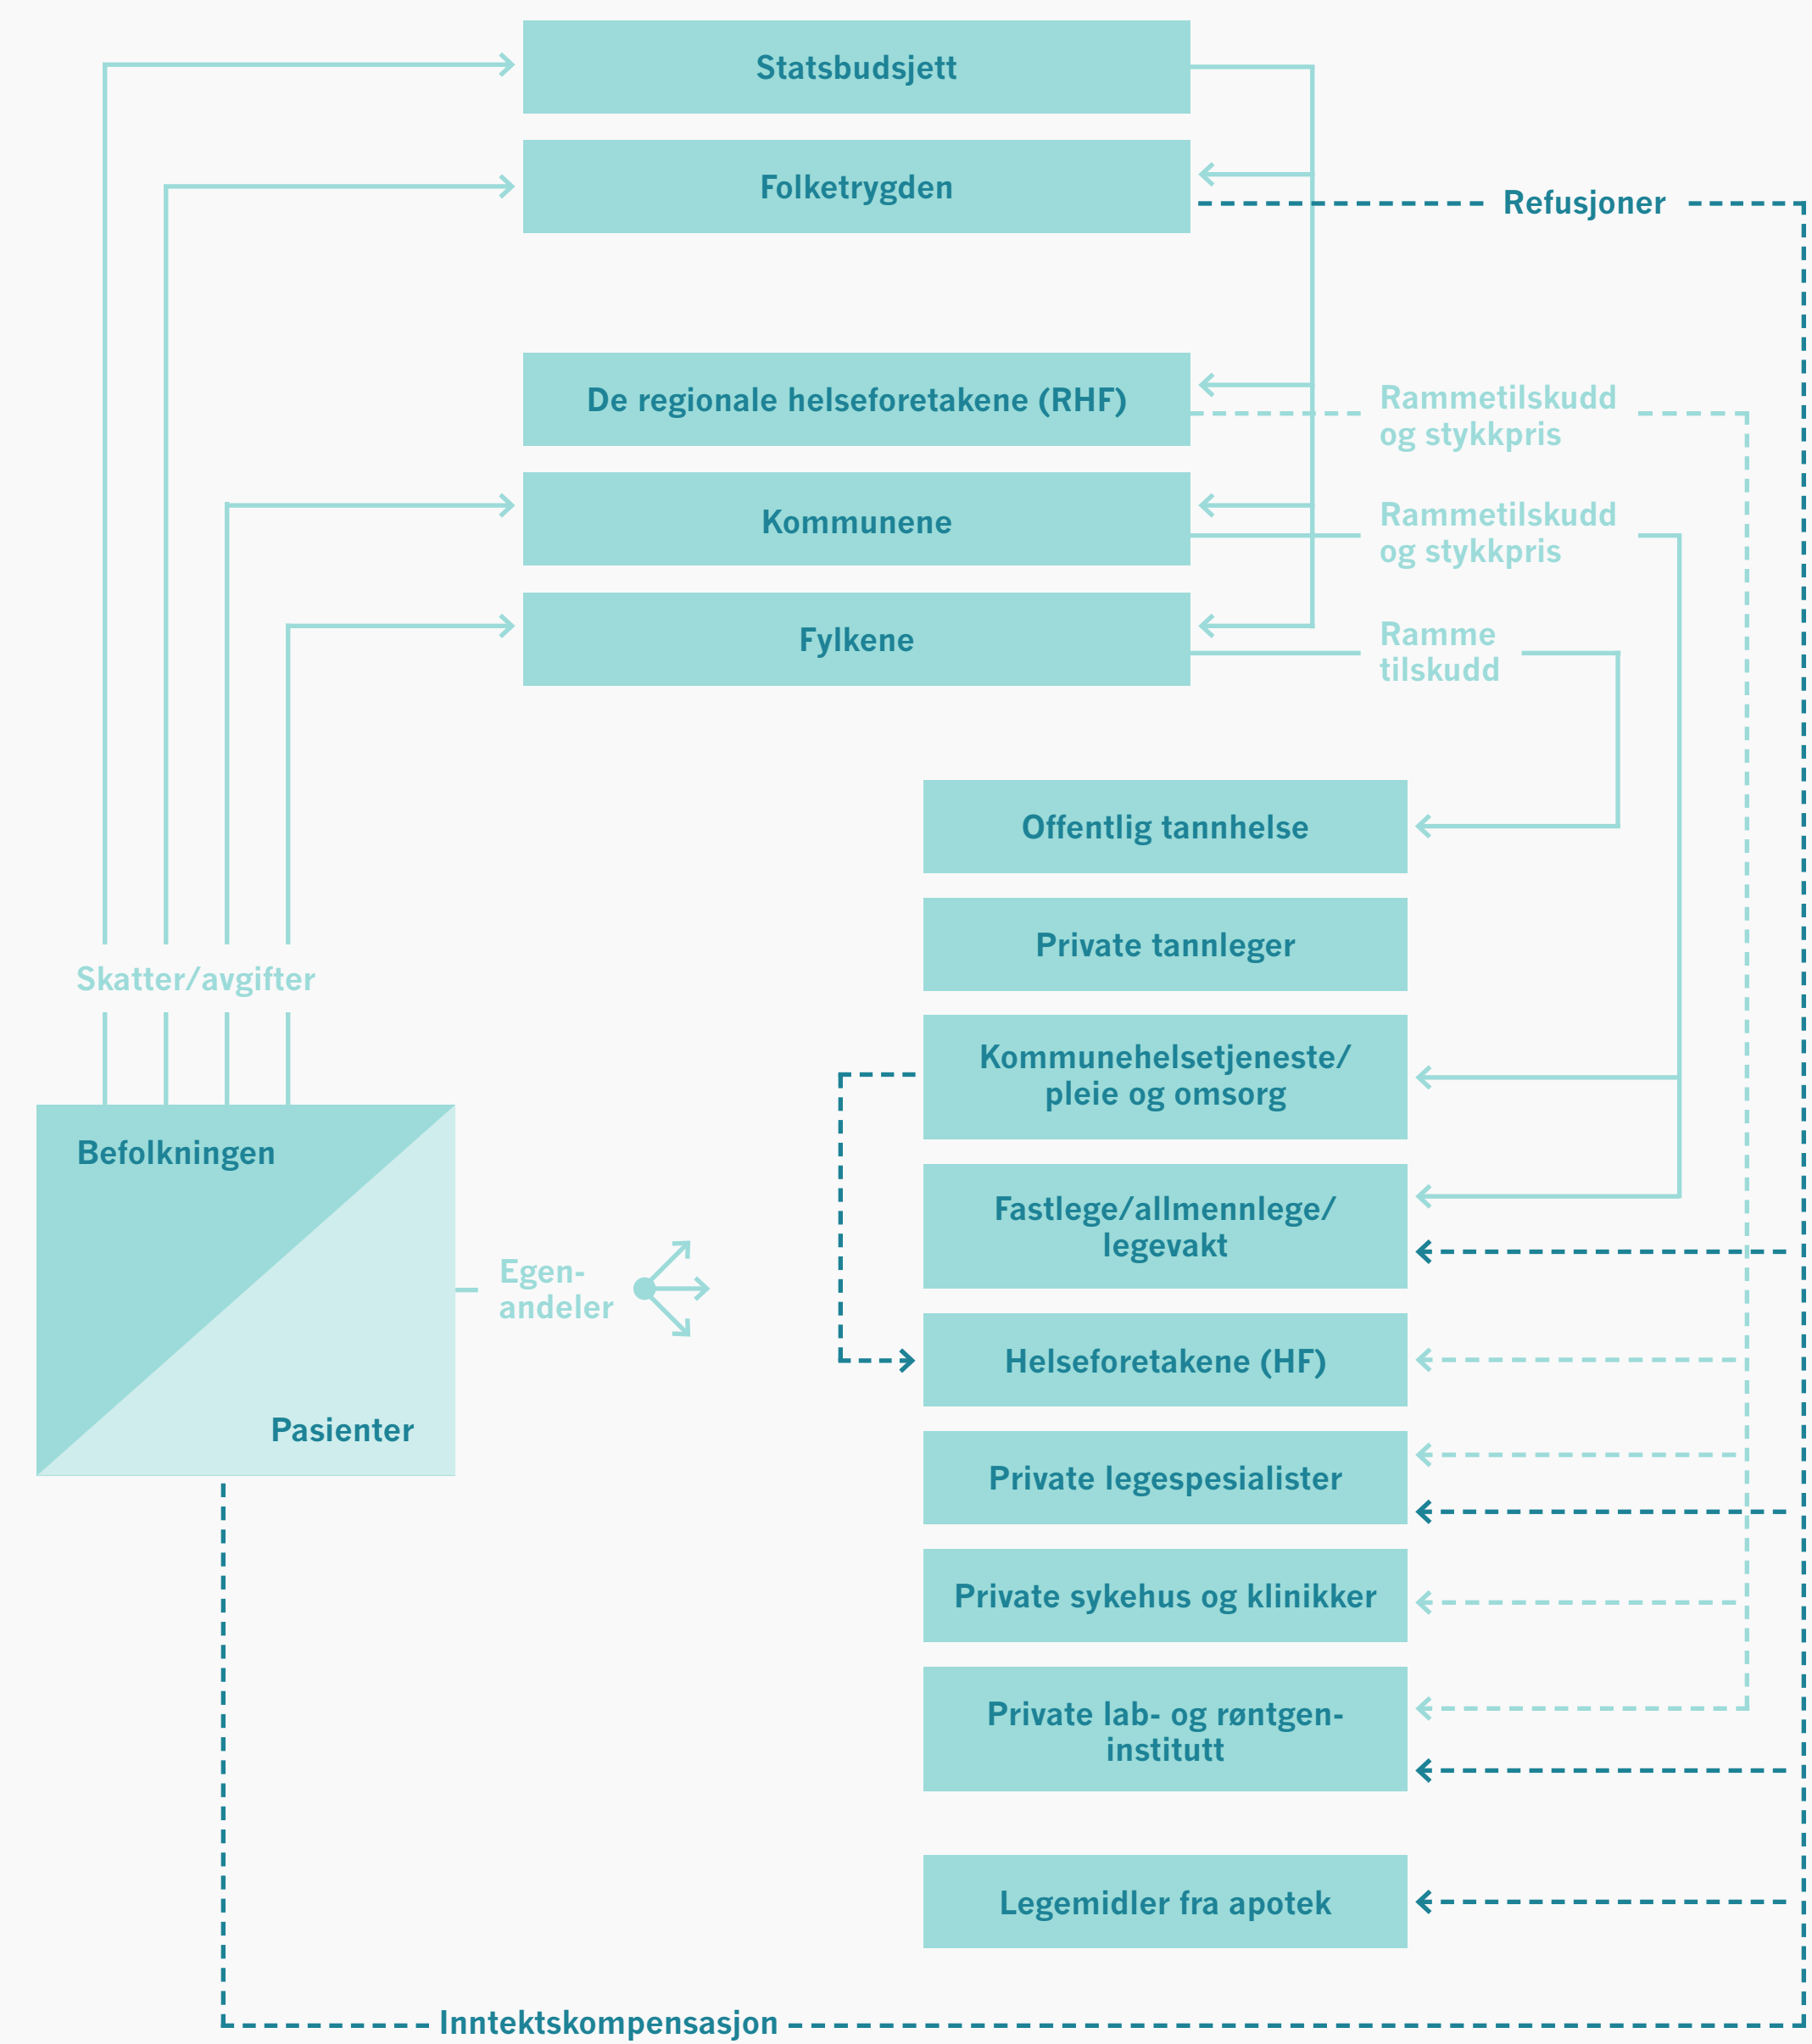 Statsbudsjett
Folketrygden
Refusjoner
De regionale helseforetakene (RHF)
Rammetilskudd
og stykkpris
Kommunene
Rammetilskudd
og stykkpris
Fylkene
Ramme
tilskudd
Offentlig tannhelse
Private tannleger
Skatter/avgifter
Kommunehelsetjeneste/
pleie og omsorg
Befolkningen
Fastlege/allmennlege/
legevakt
Egen-
andeler
Helseforetakene (HF)
Pasienter
Private legespesialister
Private sykehus og klinikker
Private lab- og røntgen-
institutt
Legemidler fra apotek
Inntektskompensasjon